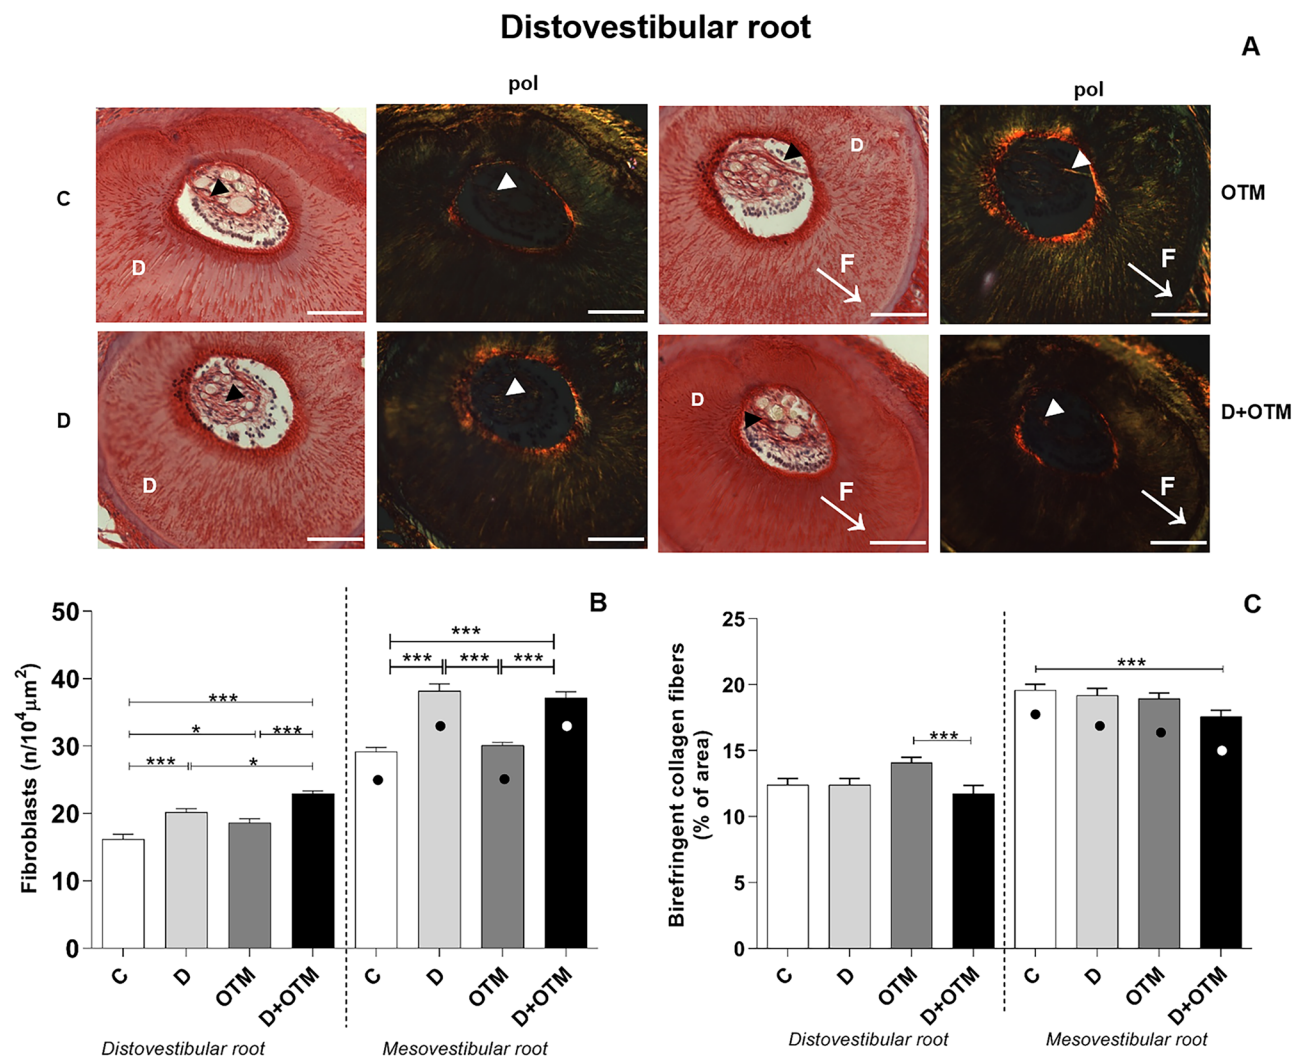 Distovestibular root
A
pol
pol
C
D
D
F
F
OTM
D
D
D
F
F
D+OTM
B
Fibroblasts (n/10⁴µm²)
50
40
30
20
10
0
***
*
***
***
*
***
***
***
***
C
D
OTM
D+OTM
C
D
OTM
D+OTM
Distovestibular root
Mesovestibular root
C
Birefringent collagen fibers
(% of area)
25
20
15
10
5
0
***
***
C
D
OTM
D+OTM
C
D
OTM
D+OTM
Distovestibular root
Mesovestibular root